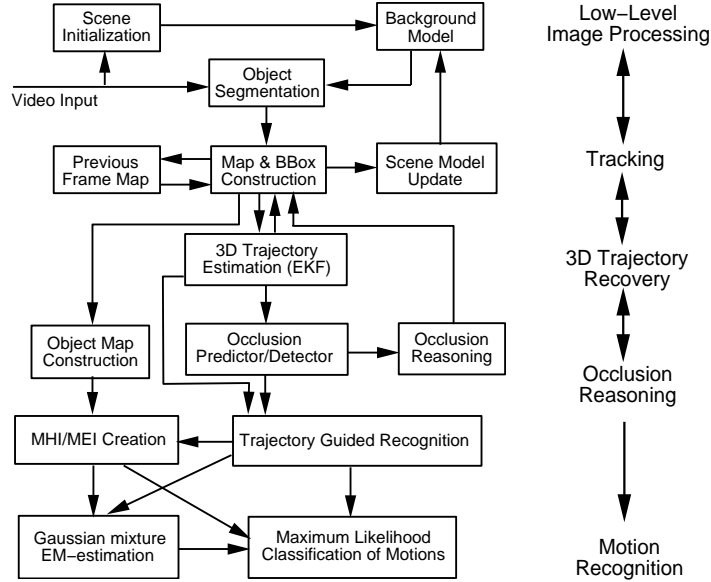 Scene
Initialization
Background
Model
Low–Level
Image Processing
Video Input
Object
Segmentation
Previous
Frame Map
Map & BBox
Construction
Scene Model
Update
Tracking
3D Trajectory
Estimation (EKF)
3D Trajectory
Recovery
Object Map
Construction
Occlusion
Predictor/Detector
Occlusion
Reasoning
Occlusion
Reasoning
MHI/MEI Creation
Trajectory Guided Recognition
Gaussian mixture
EM–estimation
Maximum Likelihood
Classification of Motions
Motion
Recognition